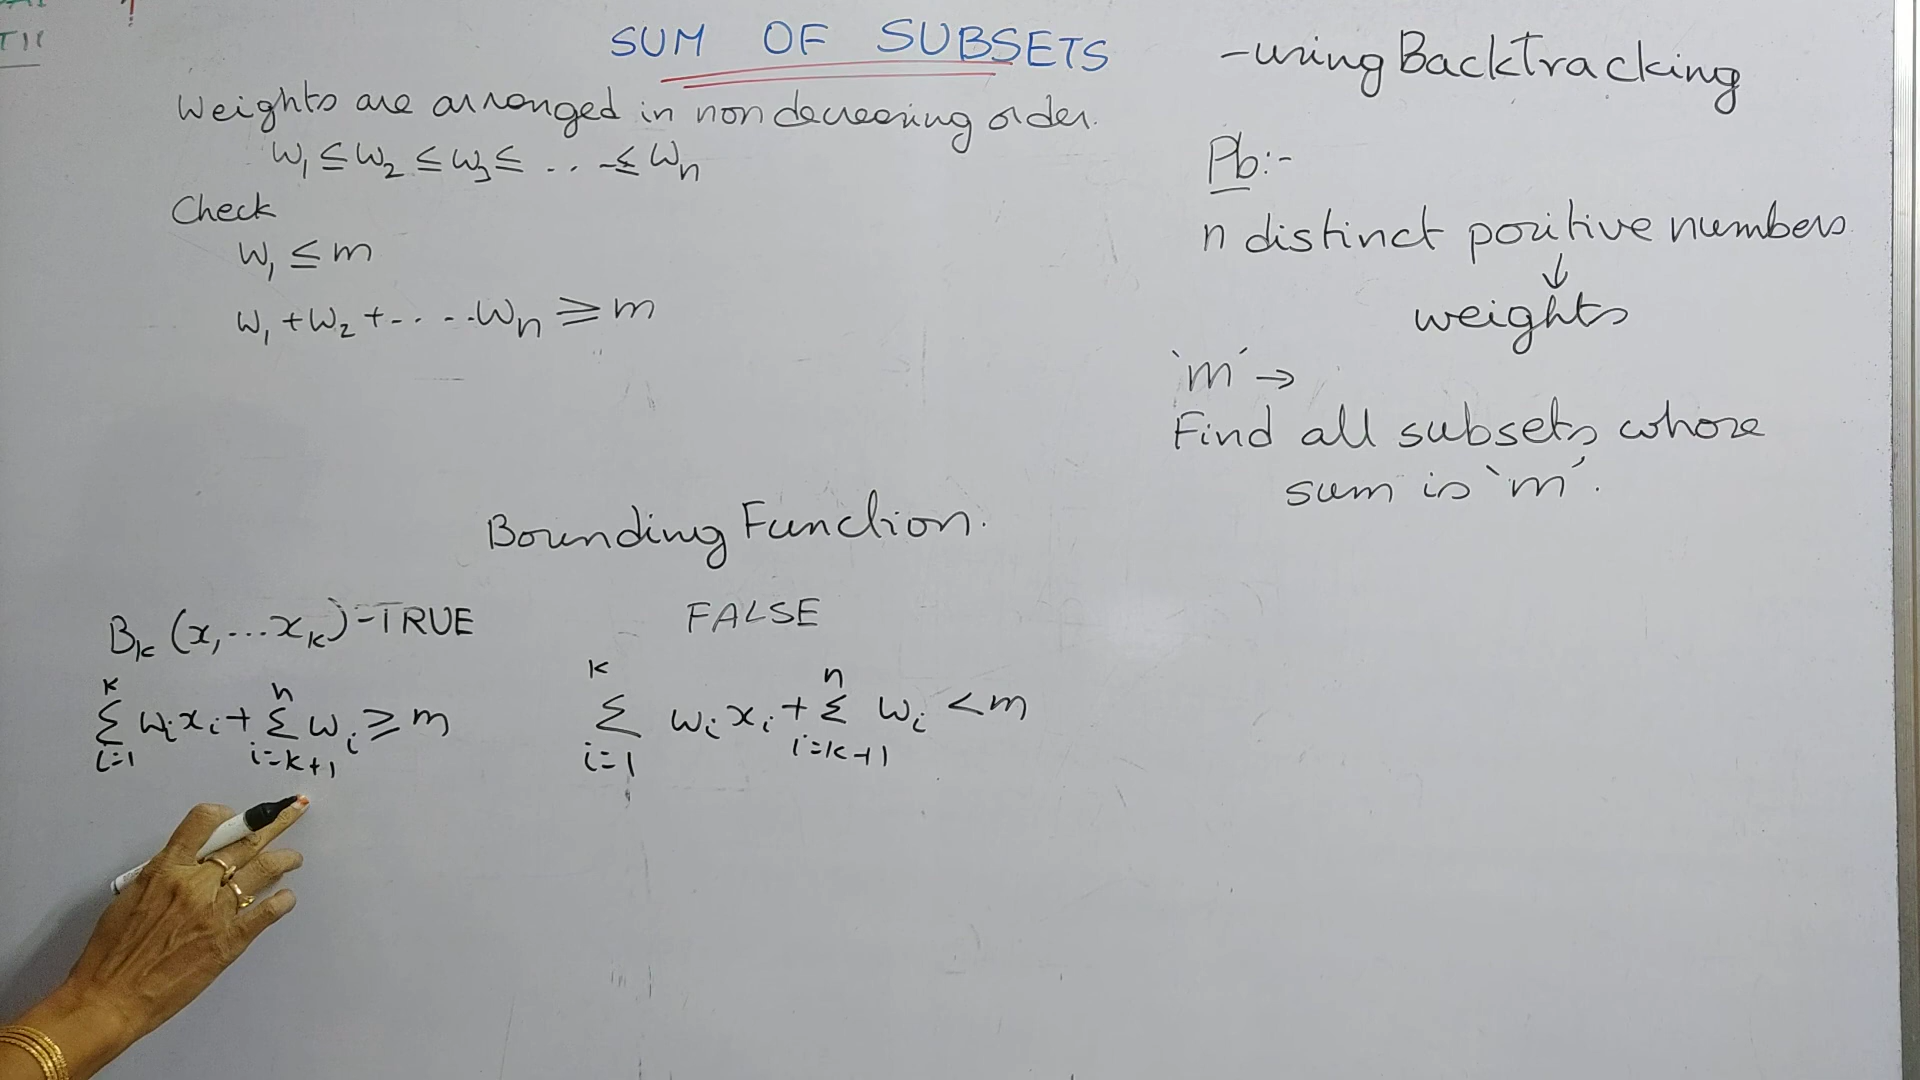 SUM OF SUBSETS
Weights are arranged in non decreasing order.
W₁ ≤ W₂ ≤ W₃ ≤ ... ≤ Wn
Check
W₁ ≤ m
W₁ + W₂ + ..... Wn ≥ m
- using BackTracking
Pb:-
n distinct positive numbers
↓
weights
'm' →
Find all subsets whose
sum is 'm'.
Bounding Function.
Bk (x₁ ... xk) = TRUE
k n
Σ wixi + Σ wi ≥ m
i=1 i=k+1
FALSE
k n
Σ wixi + Σ wi < m
i=1 i=k+1